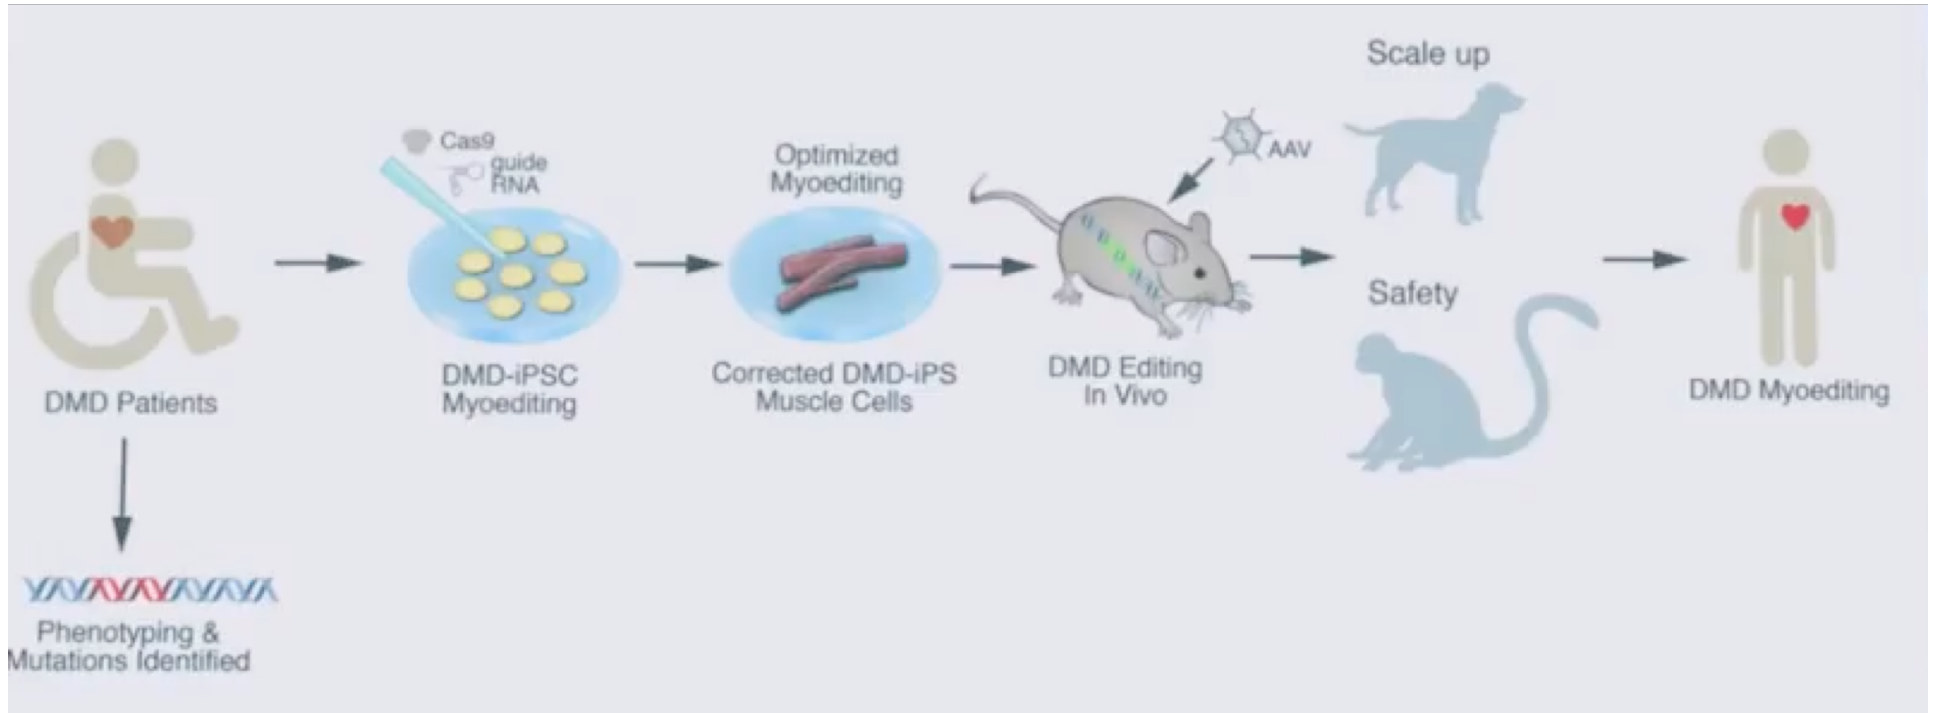 DMD Patients
Phenotyping &
Mutations Identified
Cas9
guide
RNA
DMD-iPSC
Myoediting
Optimized
Myoediting
Corrected DMD-iPS
Muscle Cells
AAV
DMD Editing
In Vivo
Scale up
Safety
DMD Myoediting